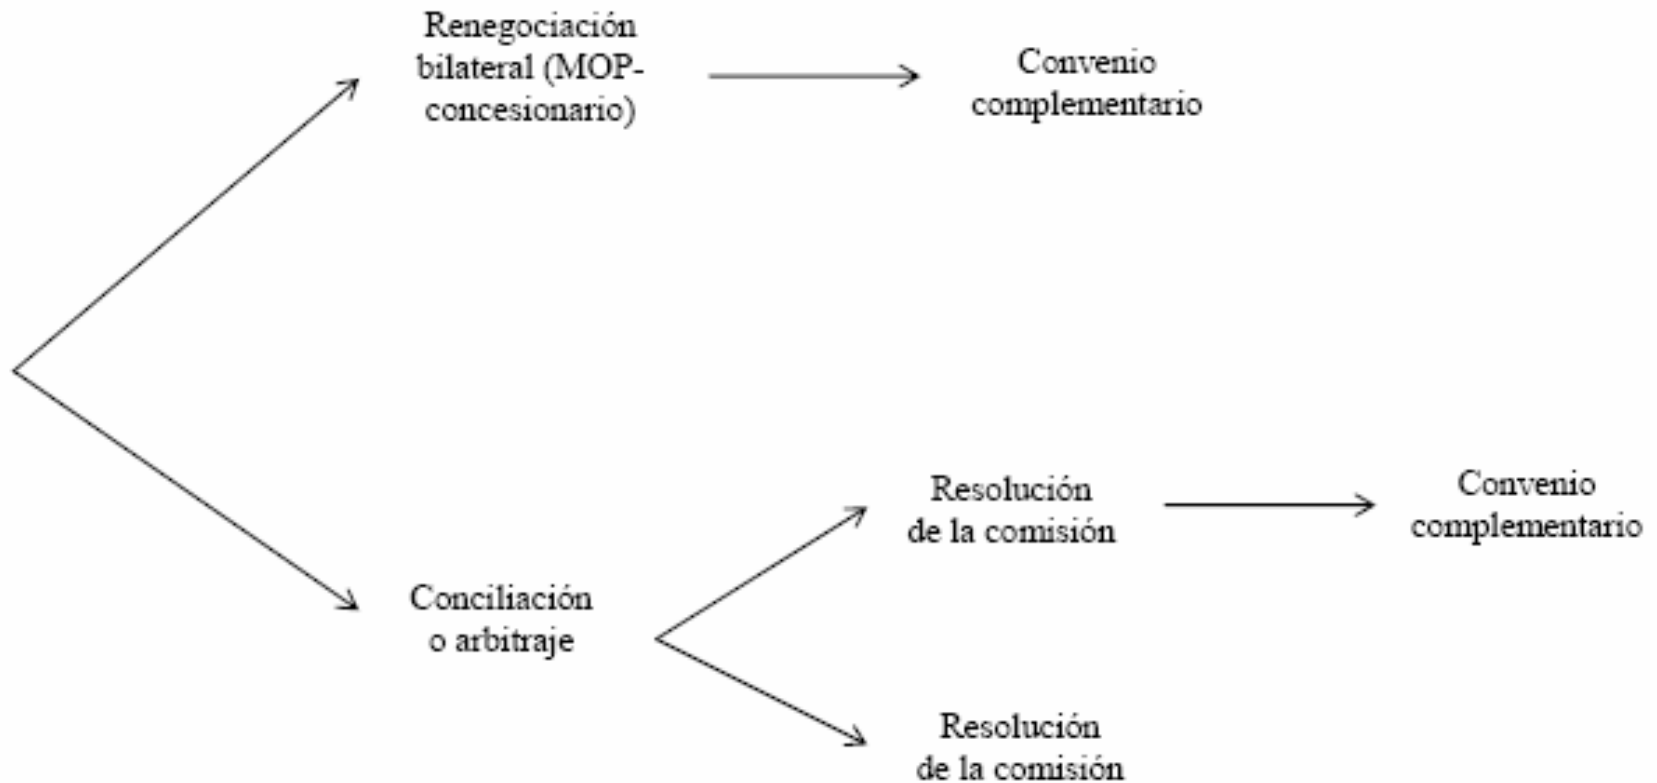 Renegociación
bilateral (MOP-
concesionario)
Convenio
complementario
Resolución
de la comisión
Convenio
complementario
Conciliación
o arbitraje
Resolución
de la comisión